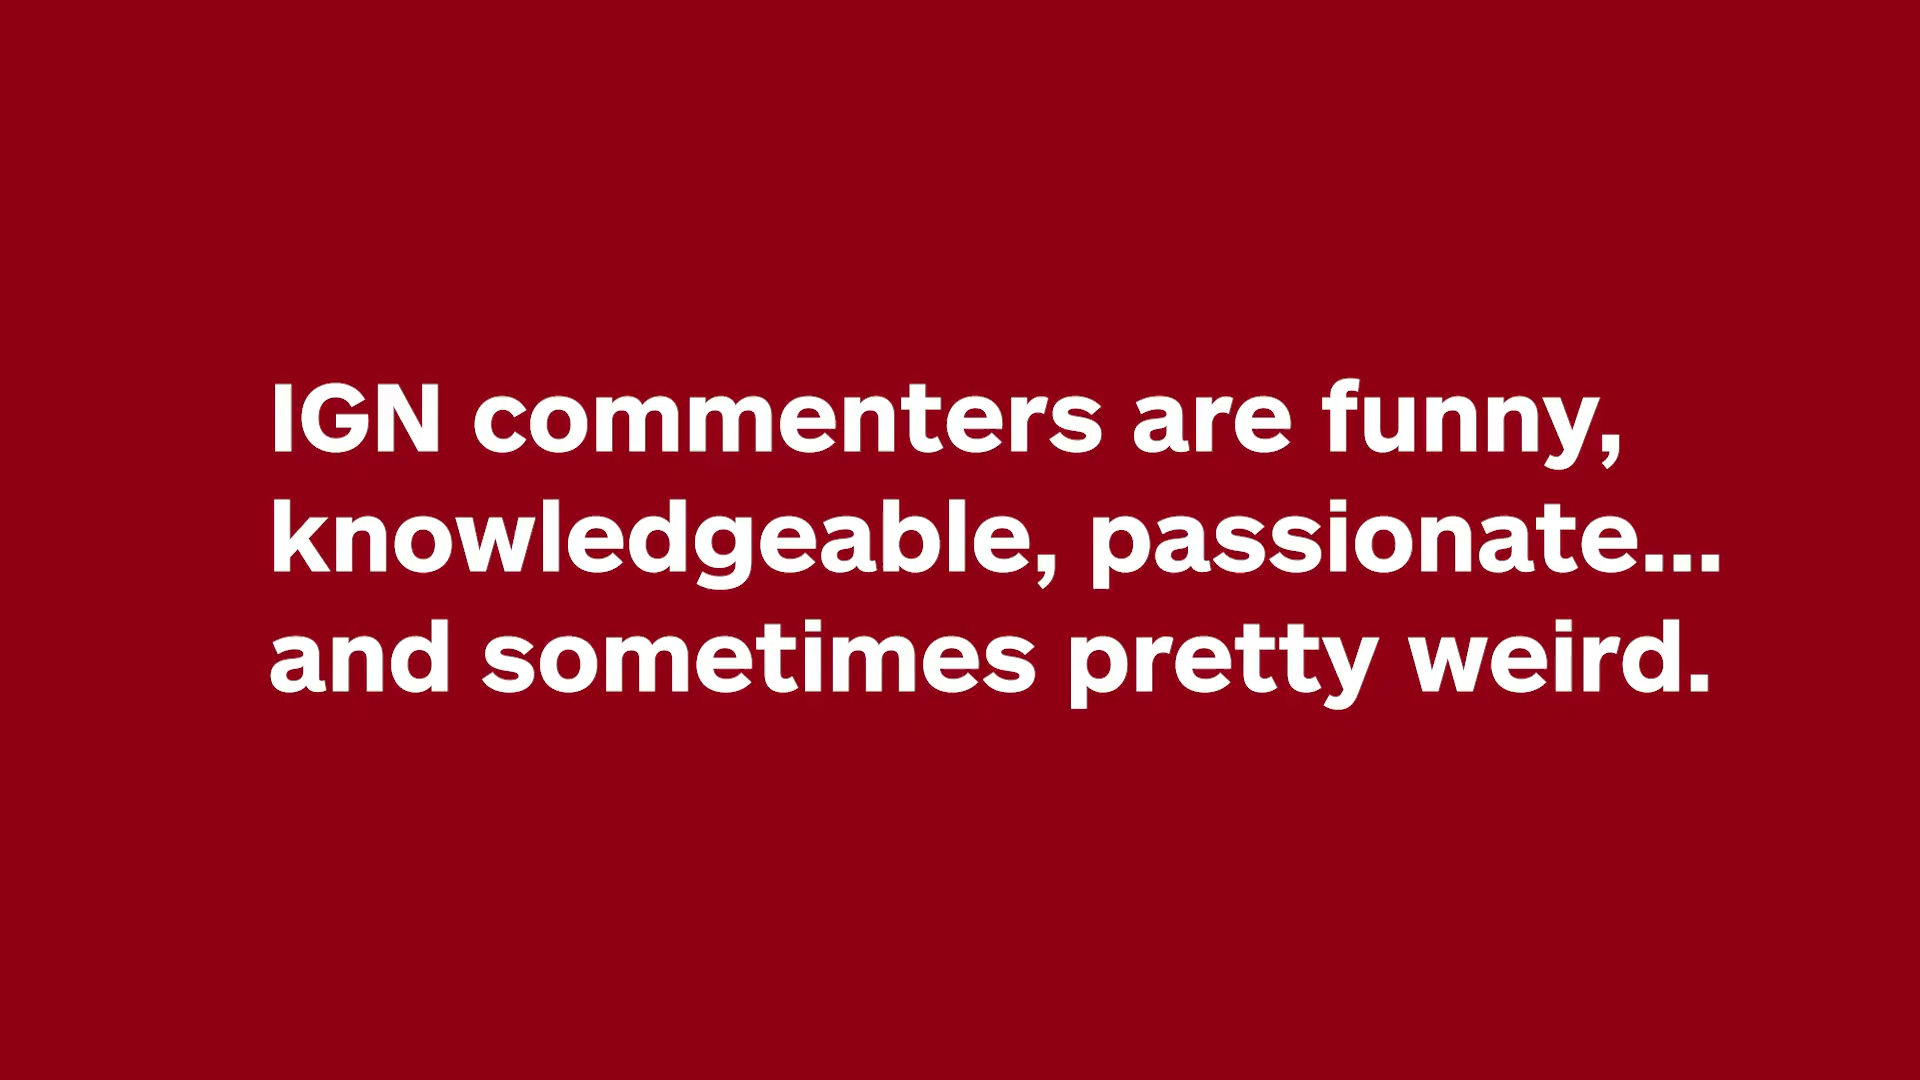 IGN commenters are funny,
knowledgeable, passionate...
and sometimes pretty weird.